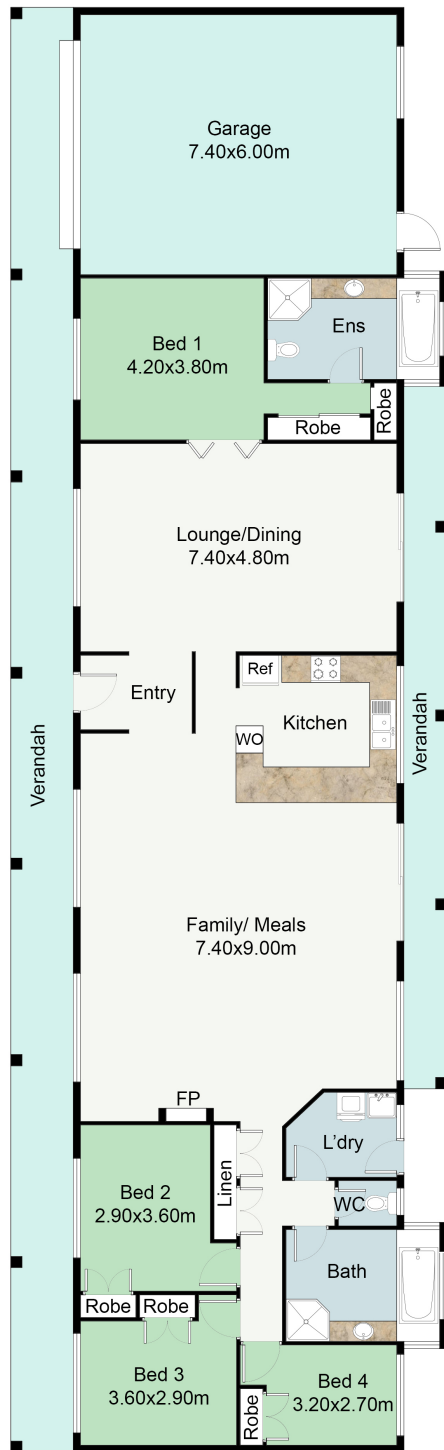 Garage
7.40x6.00m
Ens
Bed 1
4.20x3.80m
Robe
Robe
Lounge/Dining
7.40x4.80m
Ref
Entry
Kitchen
WO
Verandah
Verandah
Family/ Meals
7.40x9.00m
FP
L'dry
Linen
Bed 2
2.90x3.60m
WC
Bath
Robe
Robe
Bed 3
3.60x2.90m
Bed 4
3.20x2.70m
Robe